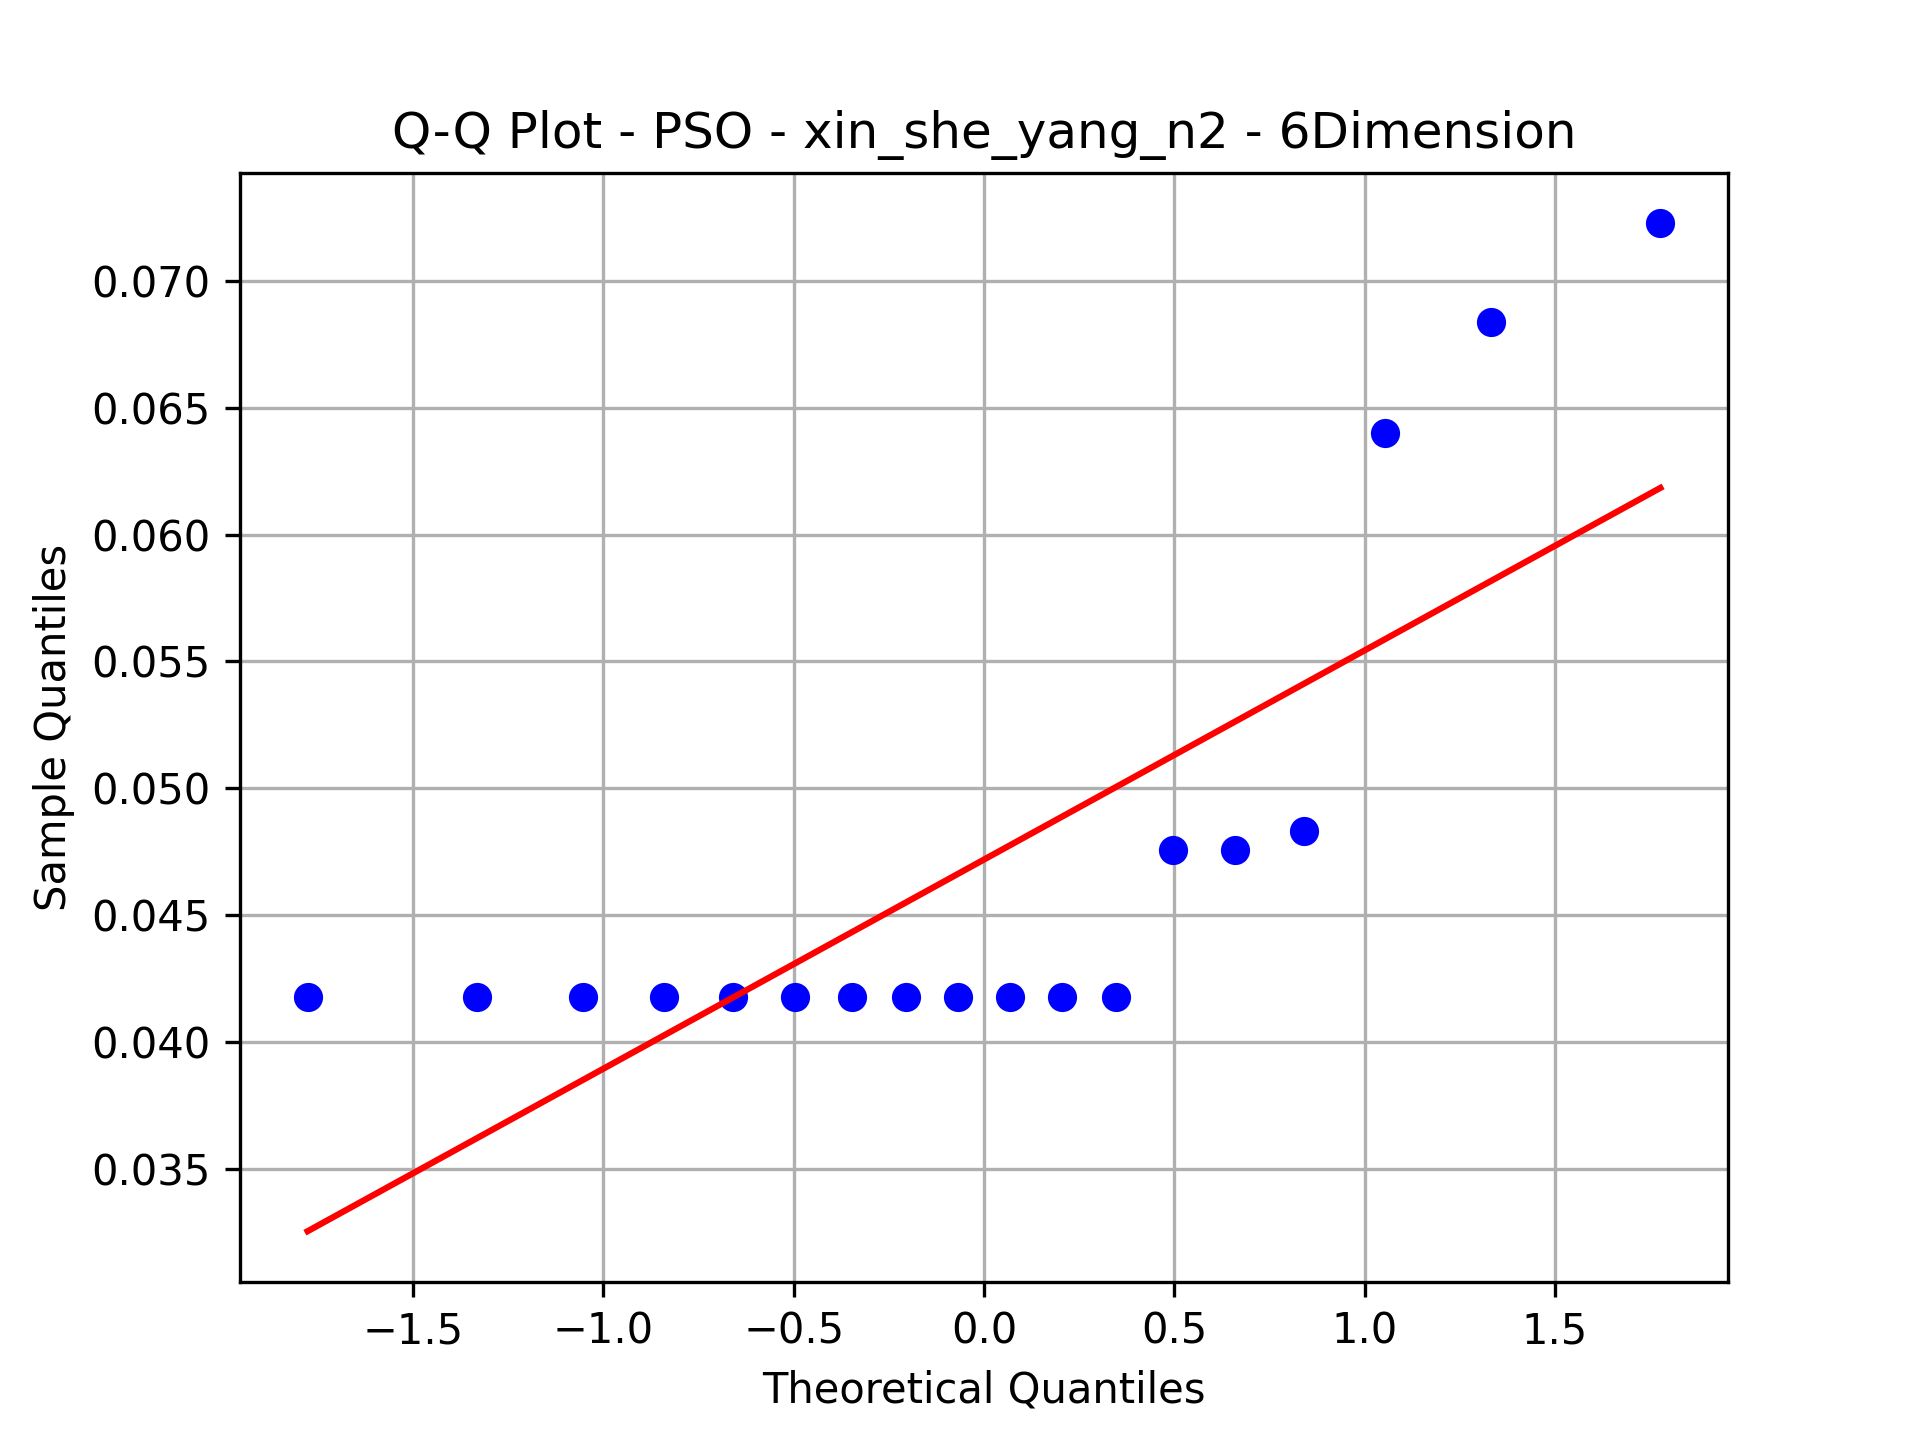 Q-Q Plot - PSO - xin_she_yang_n2 - 6Dimension
0.070
0.065
0.060
0.055
0.050
0.045
0.040
0.035
Sample Quantiles
−1.5 −1.0 −0.5 0.0 0.5 1.0 1.5
Theoretical Quantiles